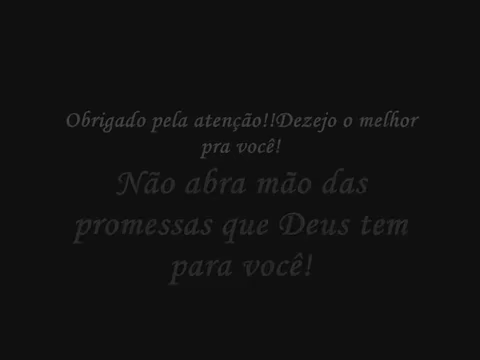 Obrigado pela atenção!!Dezejo o melhor
pra você!
Não abra mão das
promessas que Deus tem
para você!